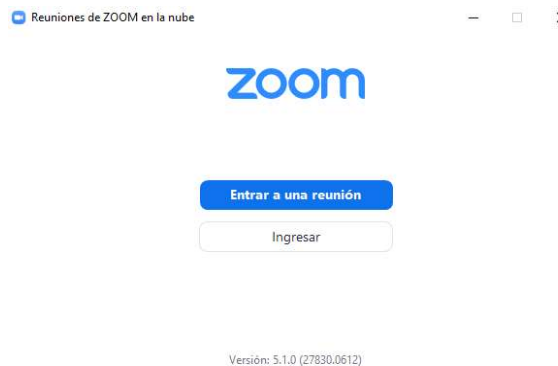 Reuniones de ZOOM en la nube
zoom
Entrar a una reunión
Ingresar
Versión: 5.1.0 (27830.0612)